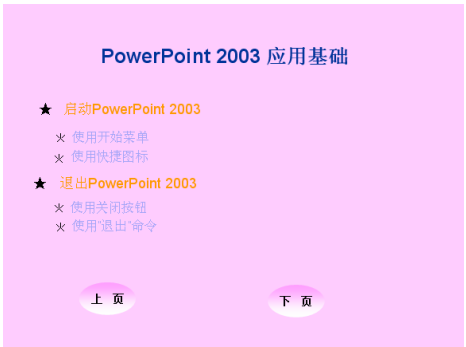 PowerPoint 2003 应用基础
★ 启动PowerPoint 2003
使用开始菜单
使用快捷图标
★ 退出PowerPoint 2003
使用关闭按钮
使用"退出"命令
上 页
下 页